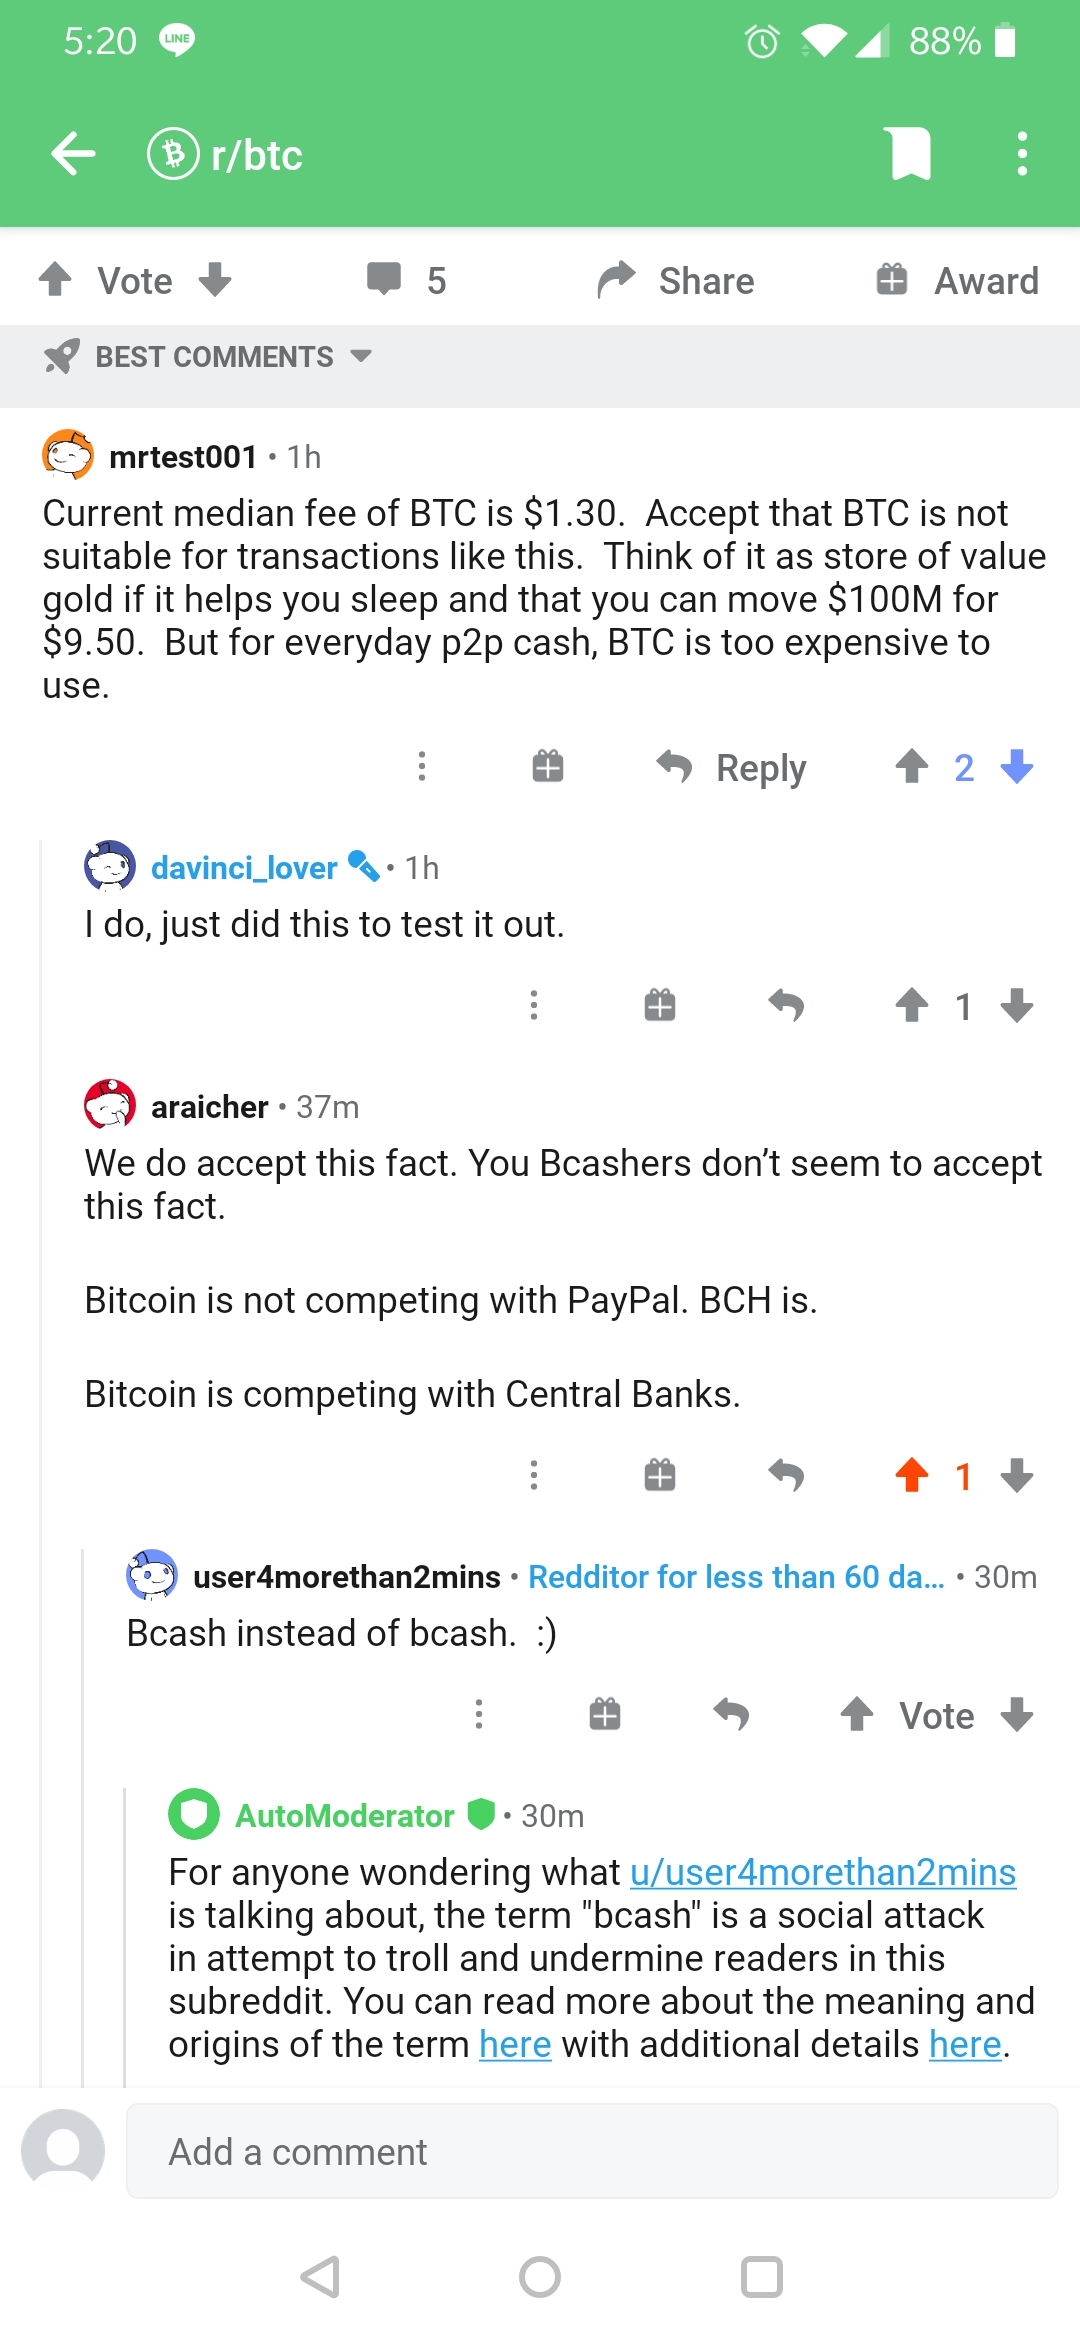 5:20 LINE 88%
r/btc
Vote 5 Share Award
BEST COMMENTS
mrtest001 • 1h
Current median fee of BTC is $1.30. Accept that BTC is not
suitable for transactions like this. Think of it as store of value
gold if it helps you sleep and that you can move $100M for
$9.50. But for everyday p2p cash, BTC is too expensive to
use.
Reply 2
davinci_lover • 1h
I do, just did this to test it out.
1
araicher • 37m
We do accept this fact. You Bcashers don’t seem to accept
this fact.
Bitcoin is not competing with PayPal. BCH is.
Bitcoin is competing with Central Banks.
1
user4morethan2mins • Redditor for less than 60 da... • 30m
Bcash instead of bcash. :)
Vote
AutoModerator • 30m
For anyone wondering what u/user4morethan2mins
is talking about, the term "bcash" is a social attack
in attempt to troll and undermine readers in this
subreddit. You can read more about the meaning and
origins of the term here with additional details here.
Add a comment